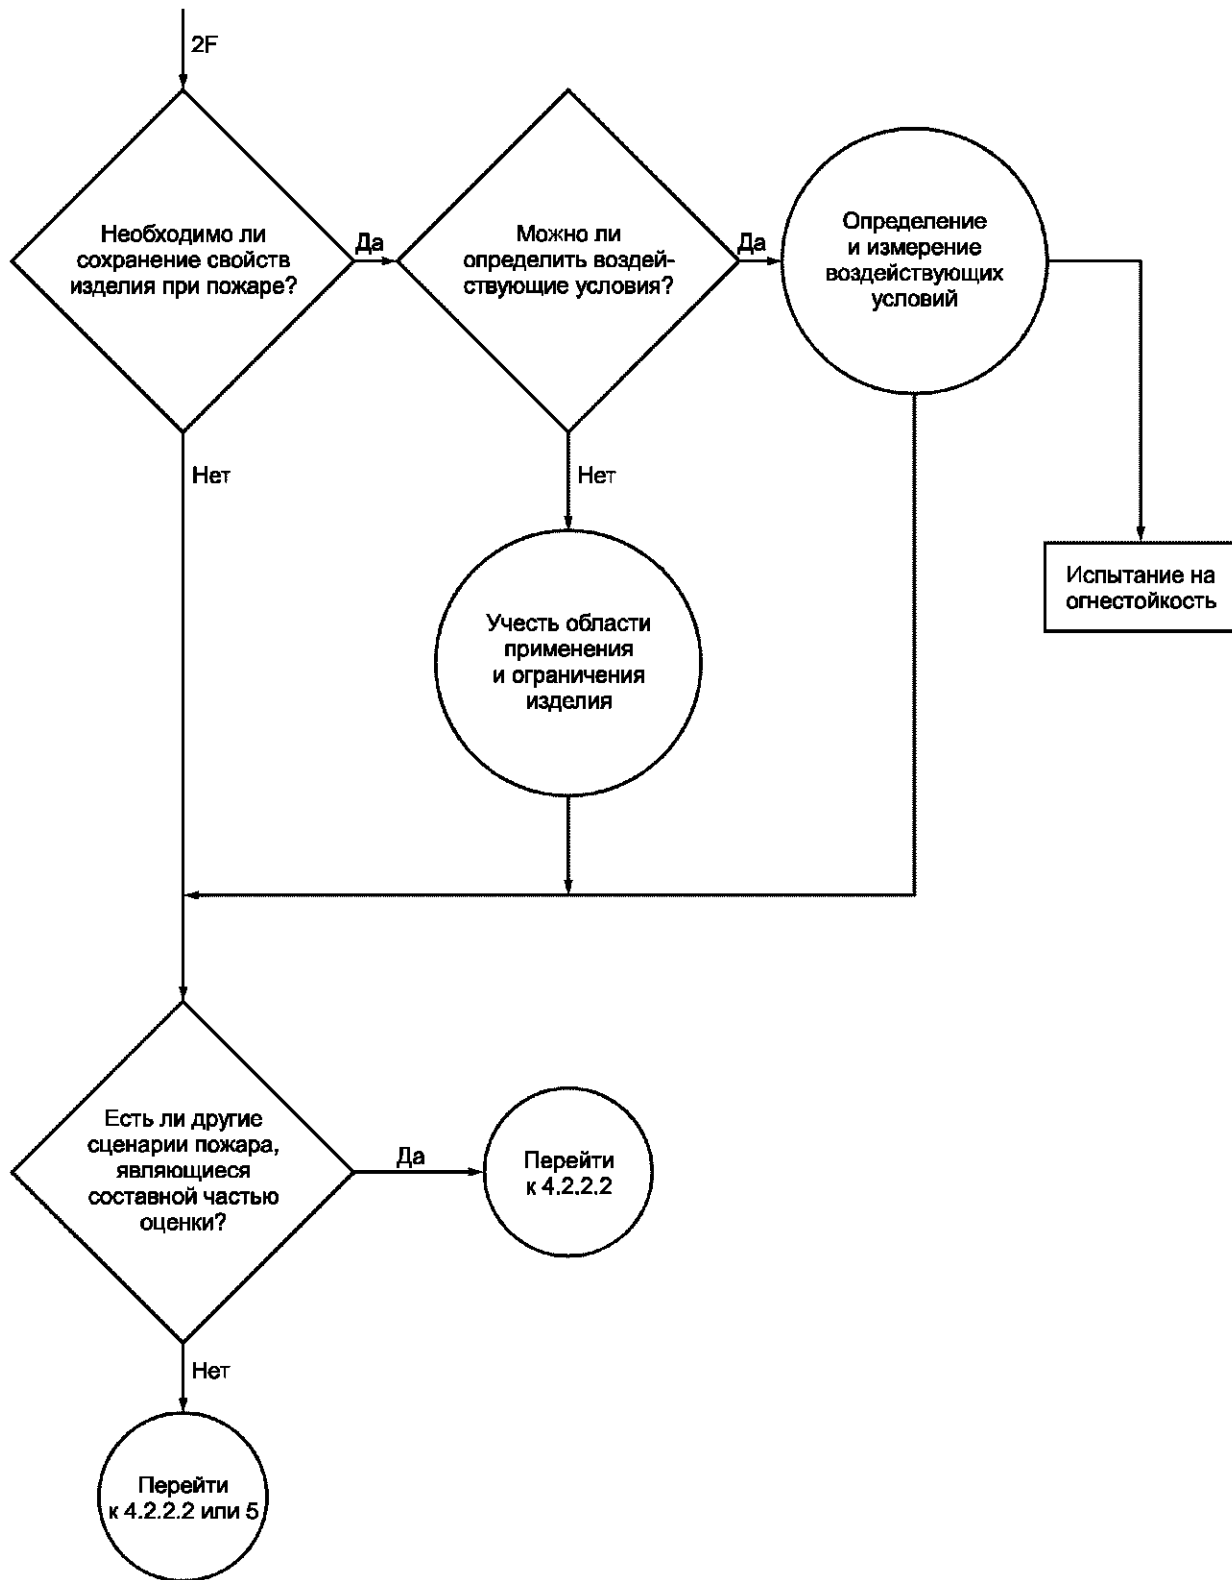 2F
Необходимо ли
сохранение свойств
изделия при пожаре?
Да
Можно ли
определить воздей-
ствующие условия?
Да
Определение
и измерение
воздействующих
условий
Нет
Нет
Испытание на
огнестойкость
Учесть области
применения
и ограничения
изделия
Есть ли другие
сценарии пожара,
являющиеся
составной частью
оценки?
Да
Перейти
к 4.2.2.2
Нет
Перейти
к 4.2.2.2 или 5